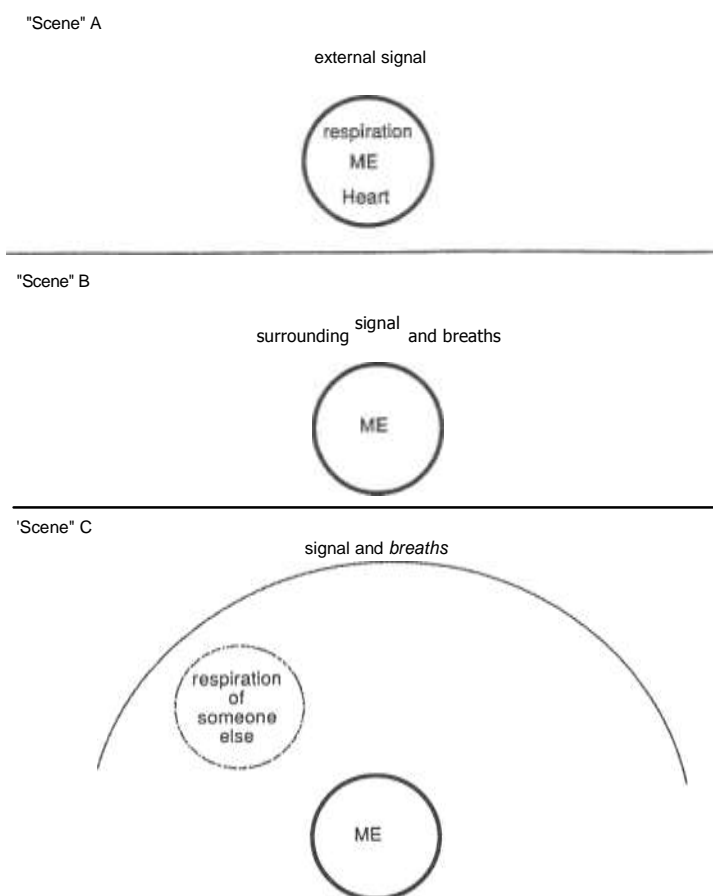 "Scene" A
external signal
respiration
ME
Heart
"Scene" B
surrounding signal and breaths
ME
'Scene" C
signal and breaths
respiration
of
someone
else
ME